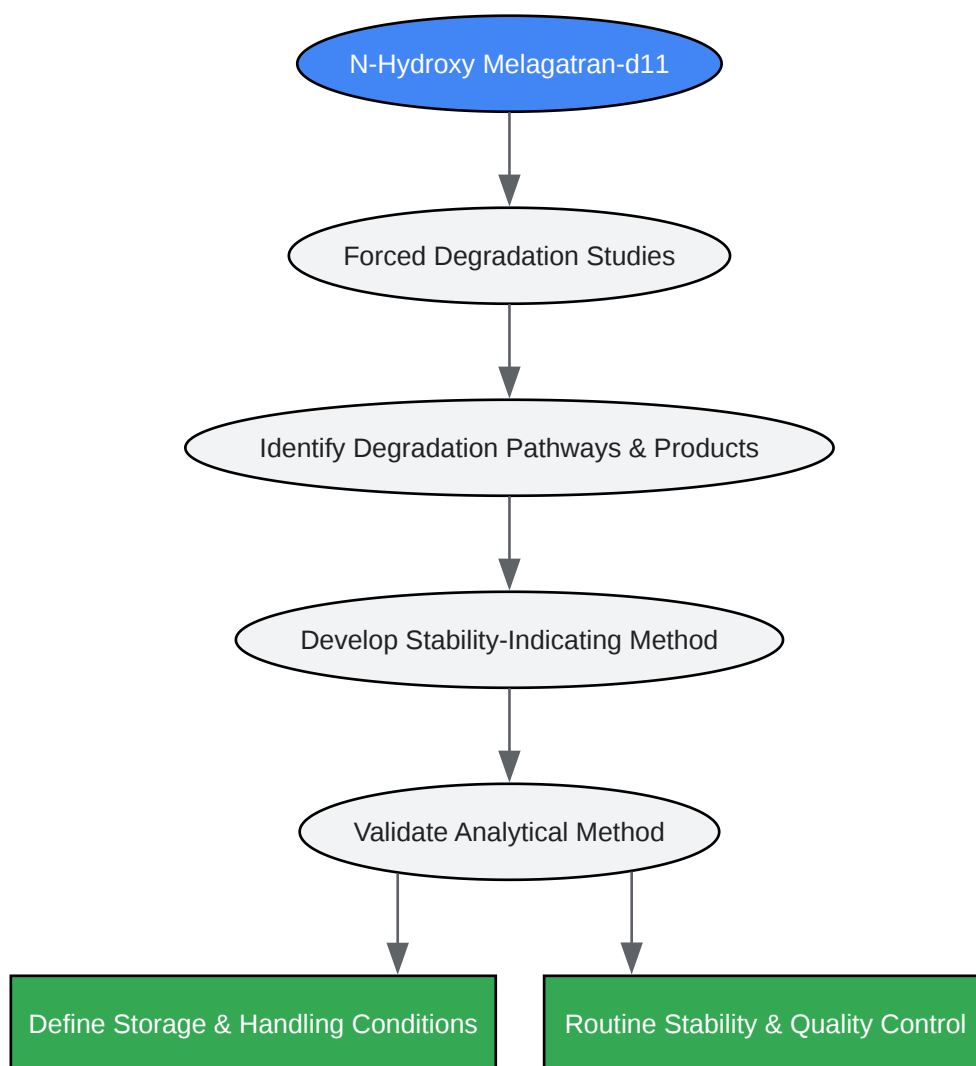 N-Hydroxy Melagatran-d11
Forced Degradation Studies
Identify Degradation Pathways & Products
Develop Stability-Indicating Method
Validate Analytical Method
Define Storage & Handling Conditions
Routine Stability & Quality Control